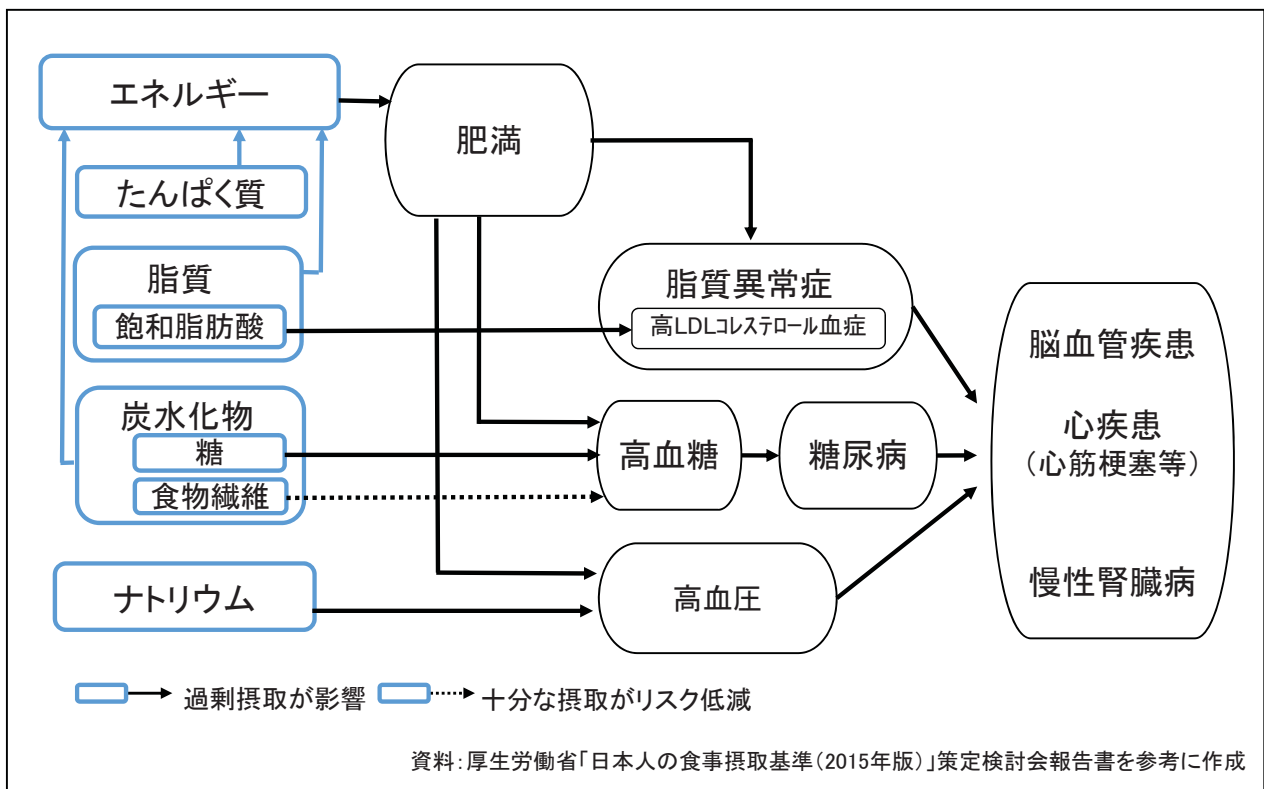 エネルギー
たんぱく質
脂質
飽和脂肪酸
炭水化物
糖
食物繊維
ナトリウム
肥満
脂質異常症
高LDLコレステロール血症
高血糖
糖尿病
高血圧
脳血管疾患
心疾患
（心筋梗塞等）
慢性腎臓病
過剰摂取が影響
十分な摂取がリスク低減
資料：厚生労働省「日本人の食事摂取基準（2015年版）」策定検討会報告書を参考に作成